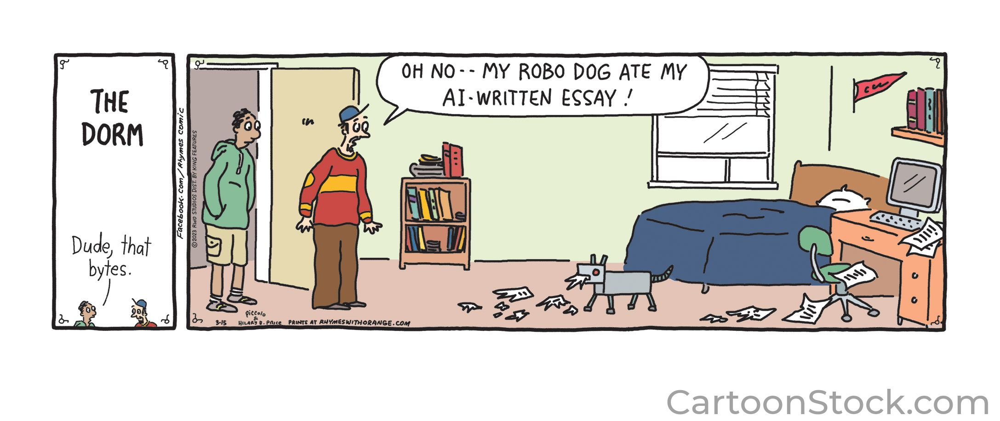 THE
DORM
Dude, that
bytes.
Facebook.com/Rhymes comic
©2023 RWO STUDIOS DIST. BY KING FEATURES
OH NO-- MY ROBO DOG ATE MY
AI-WRITTEN ESSAY!
3-15
piccolo
&
HILARY B. PRICE
PRINTS AT RHYMESWITHORANGE.COM
CartoonStock.com